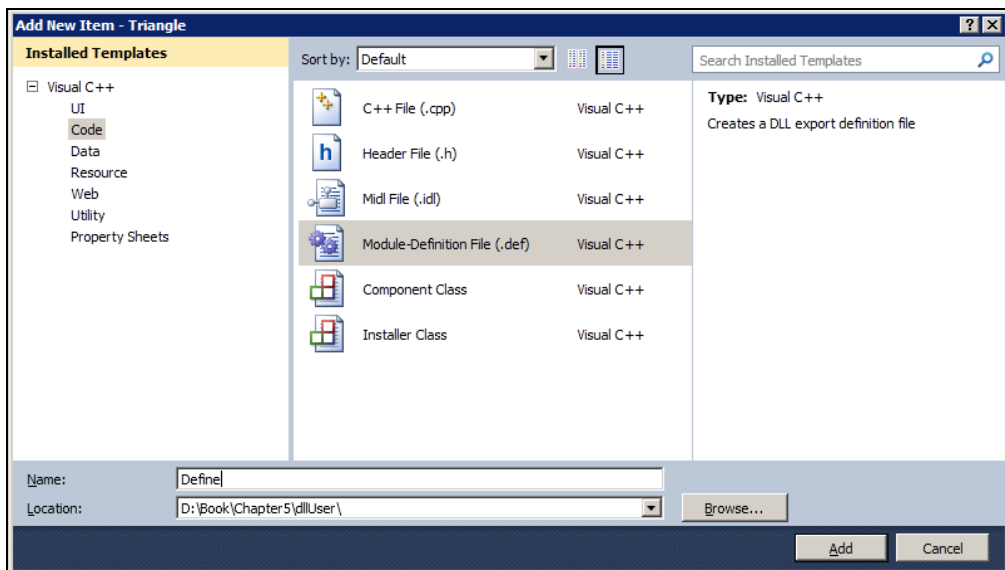 Add New Item - Triangle
Installed Templates
Visual C++
UI
Code
Data
Resource
Web
Utility
Property Sheets
Sort by: Default
C++ File (.cpp) Visual C++
Header File (.h) Visual C++
Midl File (.idl) Visual C++
Module-Definition File (.def) Visual C++
Component Class Visual C++
Installer Class Visual C++
Search Installed Templates
Type: Visual C++
Creates a DLL export definition file
Name: Define
Location: D:\Book\Chapter5\dllUser\
Browse...
Add Cancel